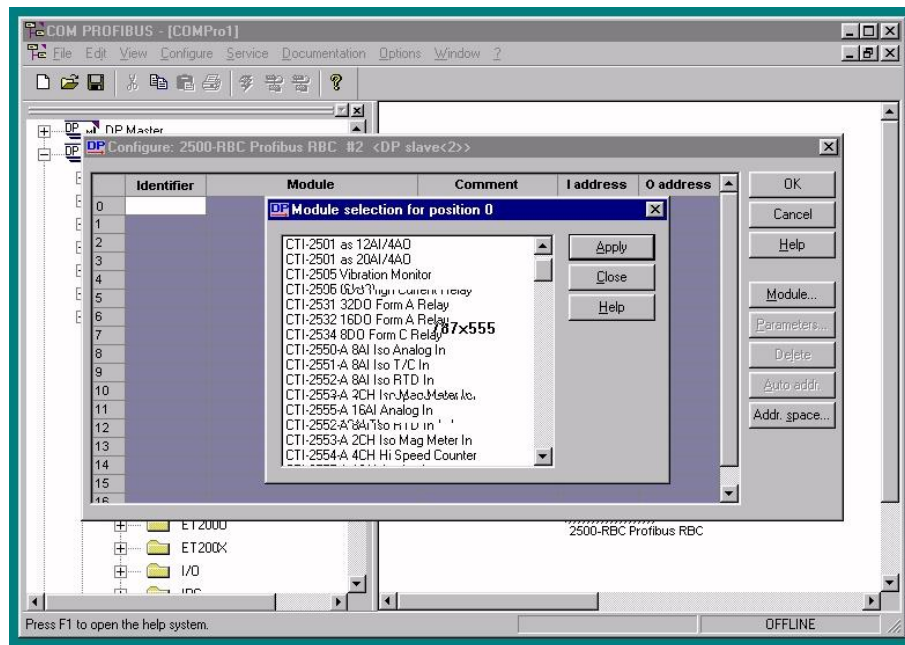 COM PROFIBUS - [COMPro1]
File Edit View Configure Service Documentation Options Window ?
DP Master
Configure: 2500-RBC Profibus RBC #2 <DP slave<2>>
Identifier Module Comment I address O address
0
1
2
3
4
5
6
7
8
9
10
11
12
13
14
15
16
OK
Cancel
Help
Module...
Parameters...
Delete
Auto addr.
Addr. space...
Module selection for position 0
CTI-2501 as 12AI/4AO
CTI-2501 as 20AI/4AO
CTI-2505 Vibration Monitor
CTI-2531 32DO Form A Relay
CTI-2532 16DO Form A Relay
CTI-2534 8DO Form C Relay
787x555
CTI-2550-A 8AI Iso Analog In
CTI-2551-A 8AI Iso T/C In
CTI-2552-A 8AI Iso RTD In
CTI-2555-A 16AI Analog In
CTI-2553-A 2CH Iso Mag Meter In
CTI-2554-A 4CH Hi Speed Counter
Apply
Close
Help
ET200U
ET200X
I/O
2500-RBC Profibus RBC
Press F1 to open the help system.
OFFLINE